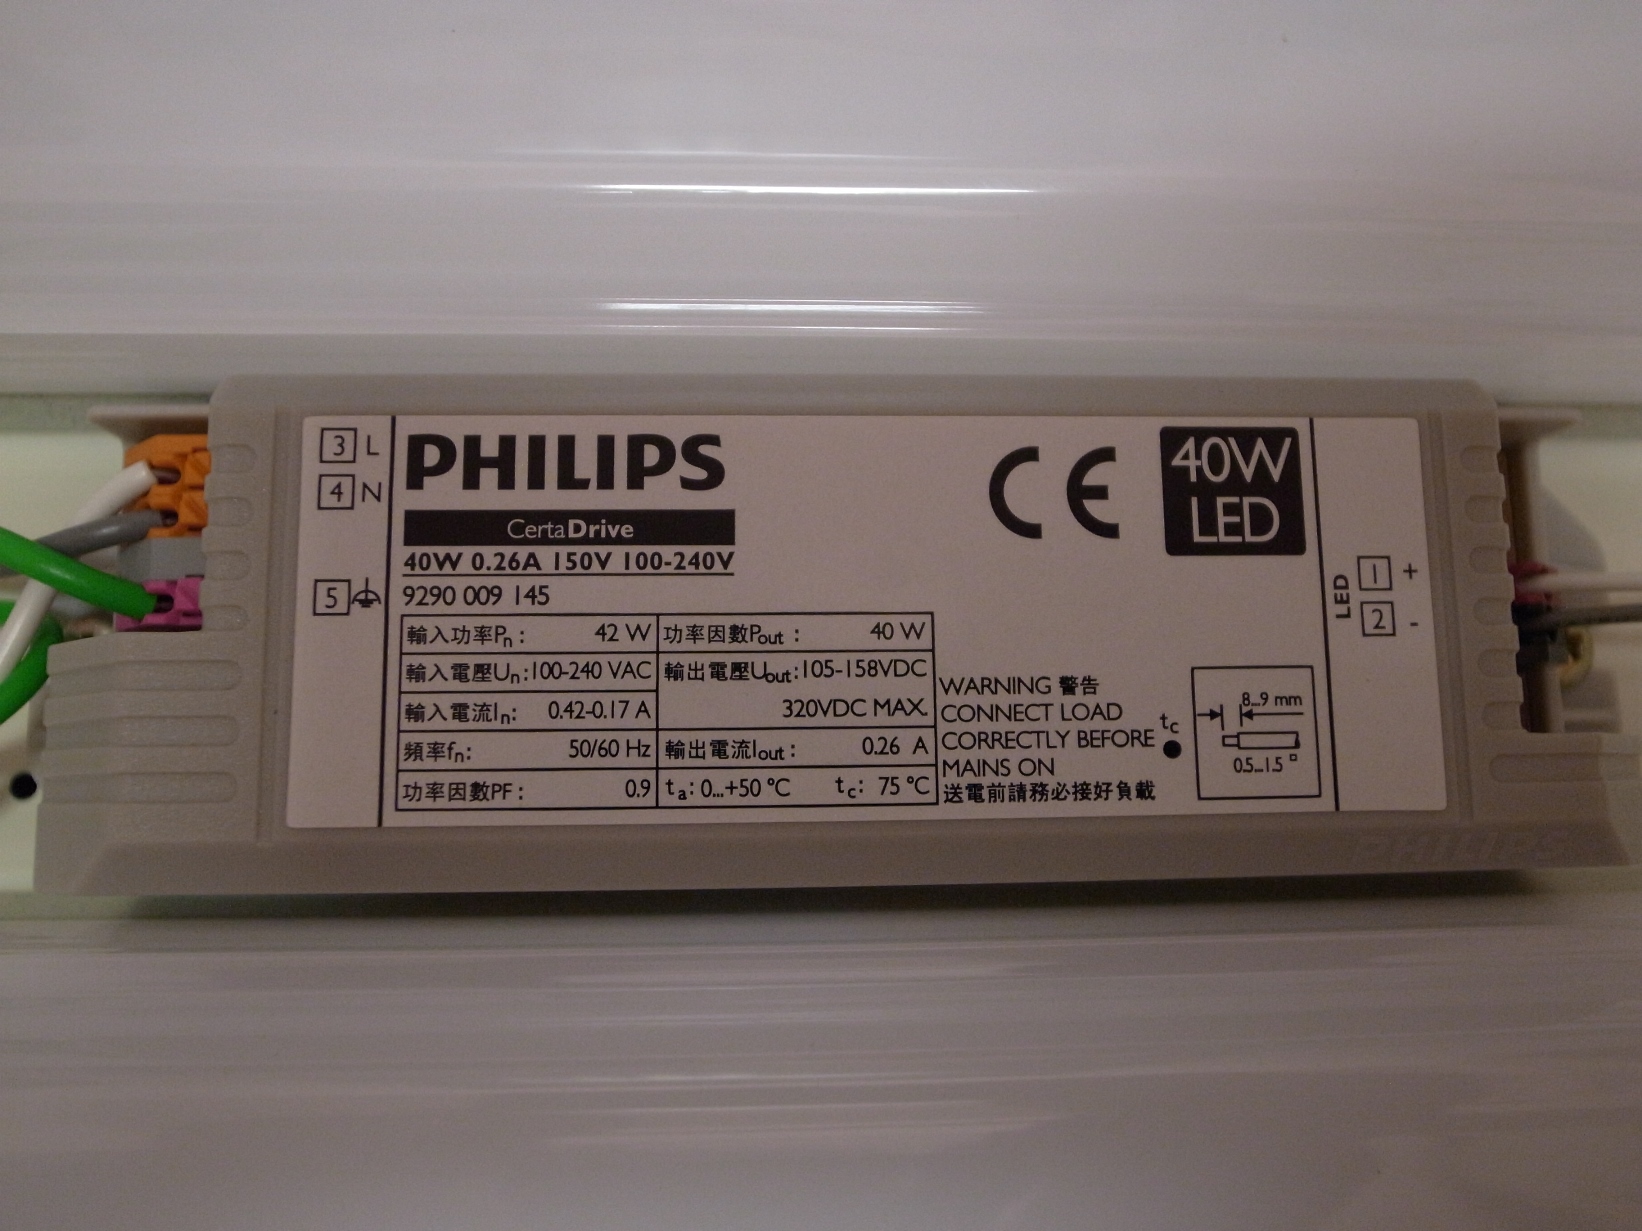 3 L
4 N
5
PHILIPS
CertaDrive
40W 0.26A 150V 100-240V
9290 009 145
CE
40W
LED
輸入功率Pn : 42 W
功率因數Pout : 40 W
輸入電壓Un:100-240 VAC
輸出電壓Uout:105-158VDC
320VDC MAX.
輸入電流In: 0.42-0.17 A
頻率fn: 50/60 Hz
輸出電流Iout : 0.26 A
功率因數PF : 0.9
ta: 0...+50 °C tc: 75 °C
WARNING 警告
CONNECT LOAD
CORRECTLY BEFORE
MAINS ON
送電前請務必接好負載
tc
8...9 mm
0.5...1.5
LED
1 +
2 -
PHILIPS